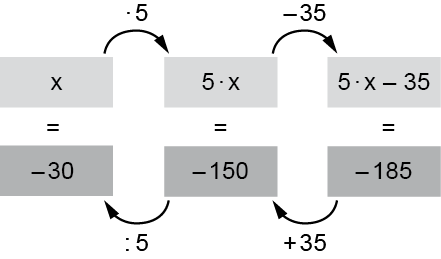 ·5 –35
x 5·x 5·x – 35
= = =
–30 –150 –185
:5 +35